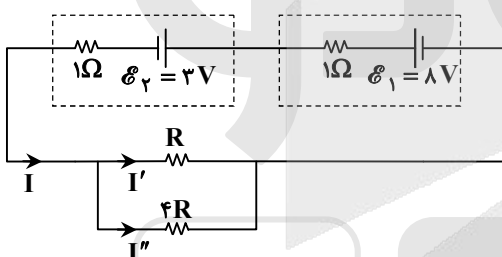 ۱Ω ℰ۲ = ۳V ۱Ω ℰ۱ = ۸V
R
I I′
۴R
I″